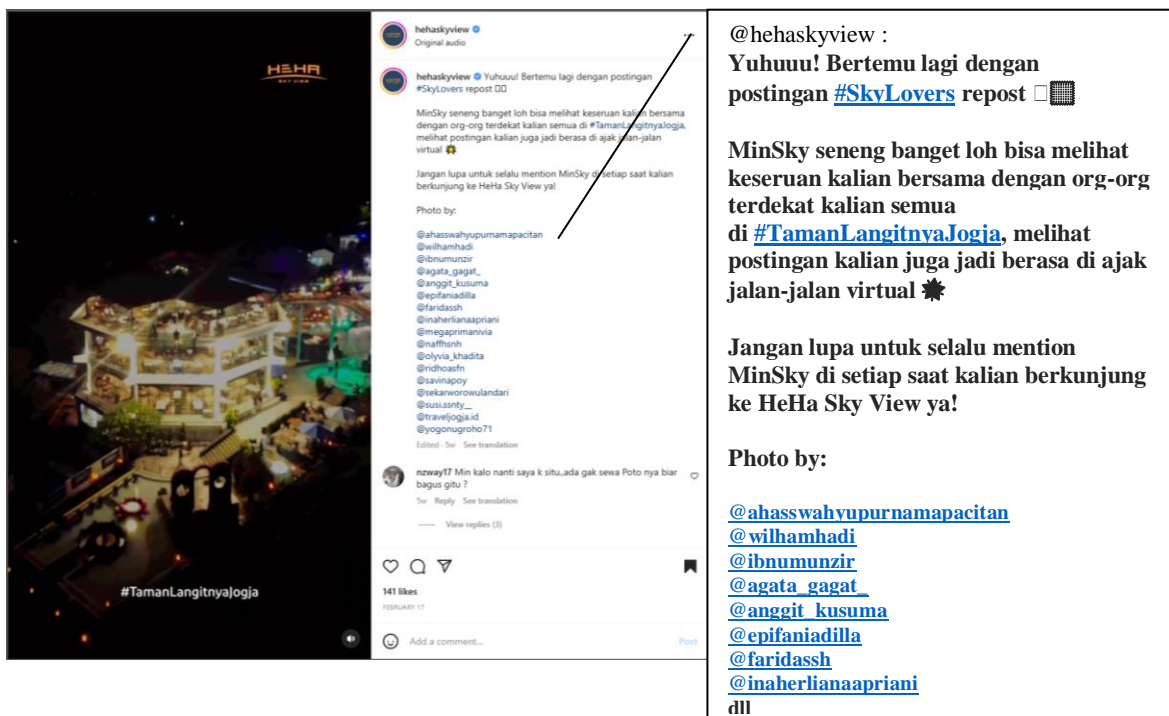 HEHA
SKY VIEW
#TamanLangitnyaJogja
hehaskyview
Original audio
hehaskyview Yuhuuu! Bertemu lagi dengan postingan
#SkyLovers repost
MinSky seneng banget loh bisa melihat keseruan kalian bersama
dengan org-org terdekat kalian semua di #TamanLangitnyaJogja,
melihat postingan kalian juga jadi berasa di ajak jalan-jalan
virtual
Jangan lupa untuk selalu mention MinSky di setiap saat kalian
berkunjung ke HeHa Sky View ya!
Photo by:
@ahasswahyupurnamapacitan
@wilhamhadi
@ibnumunzir
@agata_gagat_
@anggit_kusuma
@epifaniadilla
@faridassh
@inaherlianaapriani
@megaprimanivia
@naffhsnh
@olyvia_khadita
@ridhoasfn
@savinapoy
@sekarworowulandari
@susi.ssnty__
@traveljogja.id
@yogonugroho71
Edited · 5w See translation
nzway17 Min kalo nanti saya k situ,,ada gak sewa Poto nya biar
bagus gitu ?
5w Reply See translation
View replies (3)
141 likes
FEBRUARY 17
Add a comment...
Post
@hehaskyview :
Yuhuuu! Bertemu lagi dengan
postingan #SkyLovers repost
MinSky seneng banget loh bisa melihat
keseruan kalian bersama dengan org-org
terdekat kalian semua
di #TamanLangitnyaJogja, melihat
postingan kalian juga jadi berasa di ajak
jalan-jalan virtual
Jangan lupa untuk selalu mention
MinSky di setiap saat kalian berkunjung
ke HeHa Sky View ya!
Photo by:
@ahasswahyupurnamapacitan
@wilhamhadi
@ibnumunzir
@agata_gagat_
@anggit_kusuma
@epifaniadilla
@faridassh
@inaherlianaapriani
dll